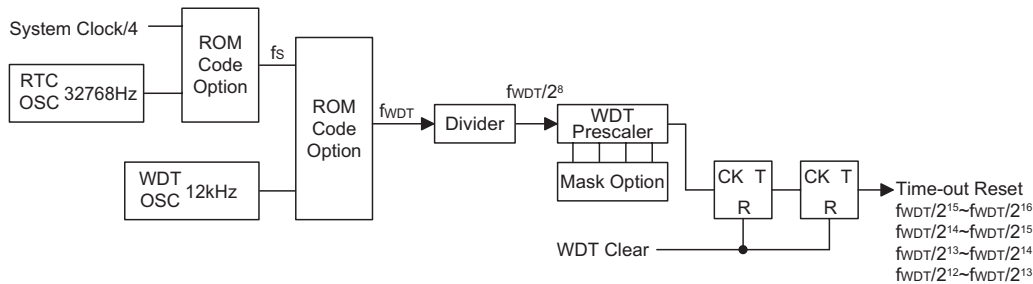 System Clock/4
ROM
Code
Option
fS
RTC
OSC 32768Hz
ROM
Code
Option
fWDT
Divider
fWDT/2⁸
WDT
Prescaler
Mask Option
WDT
OSC 12kHz
CK T
R
CK T
R
WDT Clear
Time-out Reset
fWDT/2¹⁵~fWDT/2¹⁶
fWDT/2¹⁴~fWDT/2¹⁵
fWDT/2¹³~fWDT/2¹⁴
fWDT/2¹²~fWDT/2¹³